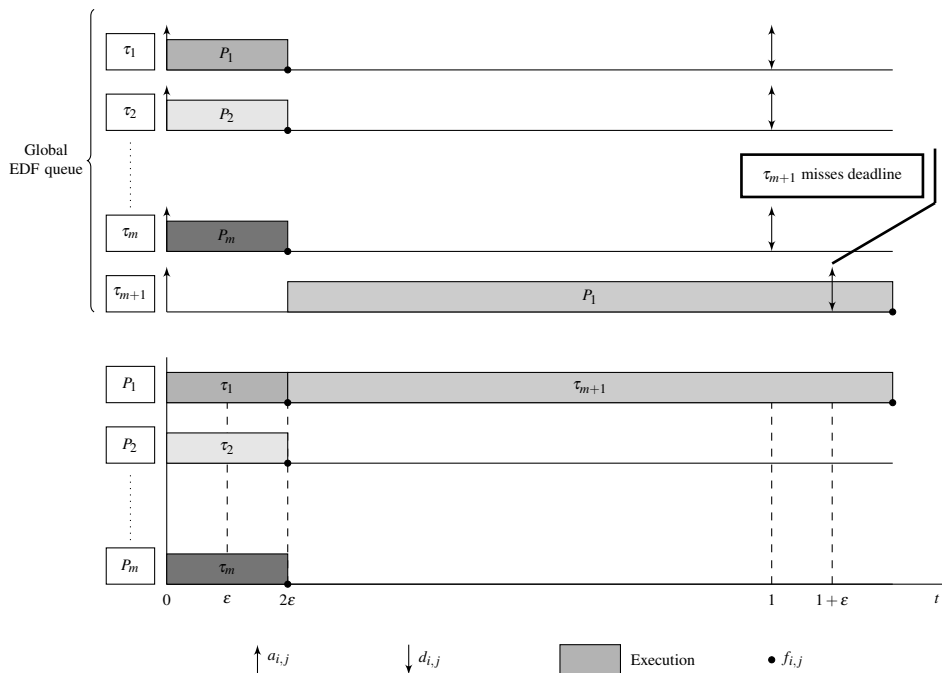 τ₁ P₁
τ₂ P₂
Global
EDF queue
τₘ₊₁ misses deadline
τₘ Pₘ
τₘ₊₁ P₁
P₁ τ₁ τₘ₊₁
P₂ τ₂
Pₘ τₘ
0 ε 2ε 1 1 + ε t
aᵢ,ⱼ dᵢ,ⱼ Execution fᵢ,ⱼ